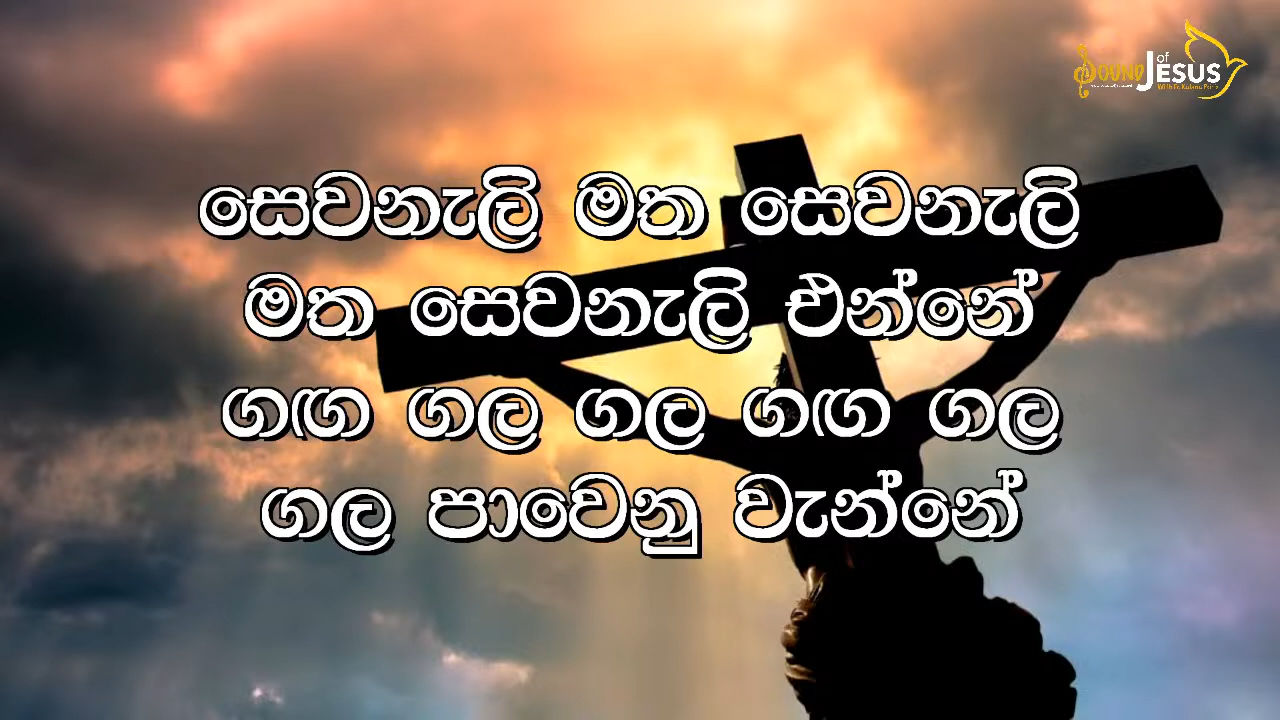 Sound of Jesus
සෙවනැලි මත සෙවනැලි
මත සෙවනැලි එන්නේ
ගඟ ගල ගල ගඟ ගල
ගල පාවෙනු වැන්නේ